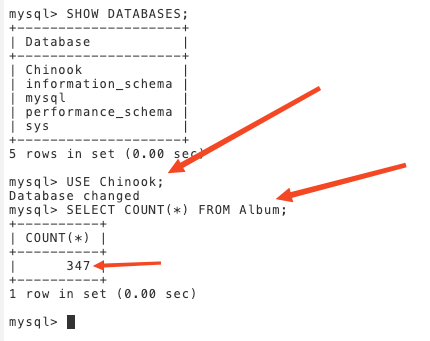 mysql> SHOW DATABASES;
+--------------------+
| Database           |
+--------------------+
| Chinook            |
| information_schema |
| mysql              |
| performance_schema |
| sys                |
+--------------------+
5 rows in set (0.00 sec)
mysql> USE Chinook;
Database changed
mysql> SELECT COUNT(*) FROM Album;
+----------+
| COUNT(*) |
+----------+
|      347 |
+----------+
1 row in set (0.00 sec)
mysql>